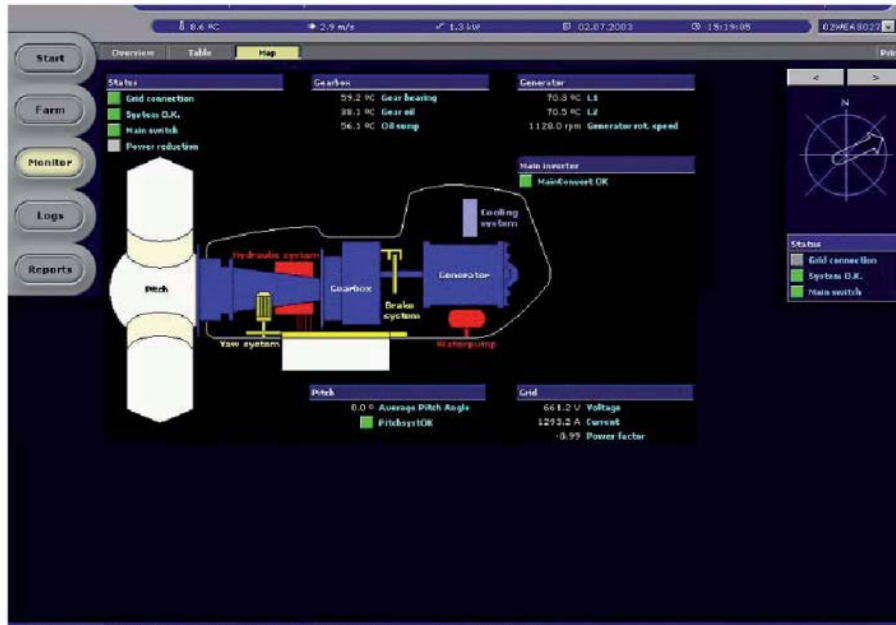 8.6 ºC 2.9 m/s 1.3 kW 02.07.2003 15:19:05 02WEA8027
Start
Overview Table Map Prin
Status
Grid connection
System O.K.
Main switch
Power reduction
Gearbox
59.2 ºC Gear bearing
38.1 ºC Gear oil
56.1 ºC Oil sump
Generator
70.8 ºC L1
70.5 ºC L2
1128.0 rpm Generator rot. speed
Main inverter
MainConvert OK
< >
N
Farm
Monitor
Logs
Reports
Cooling
system
Hydraulic system
Pitch
Gearbox
Generator
Brake
system
Yaw system
Waterpump
Status
Grid connection
System O.K.
Main switch
Pitch
0.0 º Average Pitch Angle
PitchsystOK
Grid
661.2 V Voltage
1293.2 A Current
-0.99 Power factor